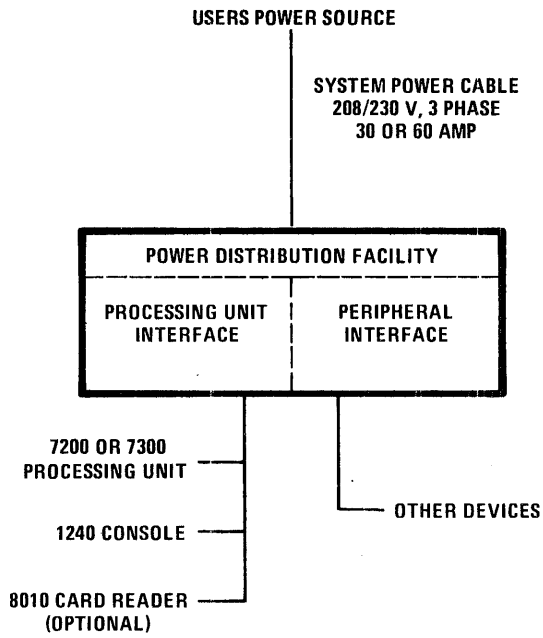 USERS POWER SOURCE
SYSTEM POWER CABLE
208/230 V, 3 PHASE
30 OR 60 AMP
POWER DISTRIBUTION FACILITY
PROCESSING UNIT
INTERFACE
PERIPHERAL
INTERFACE
7200 OR 7300
PROCESSING UNIT
OTHER DEVICES
1240 CONSOLE
8010 CARD READER
(OPTIONAL)